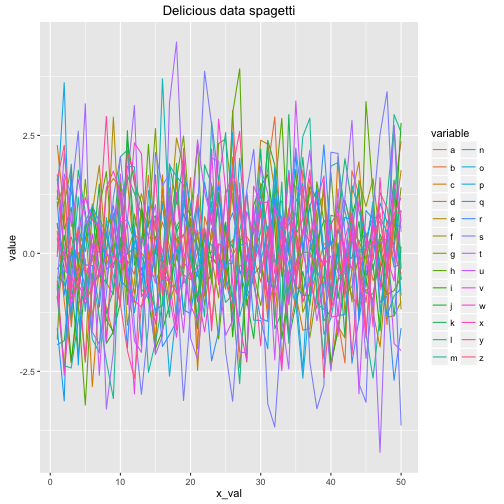 Delicious data spagetti
value
2.5
0.0
-2.5
0
10
20
30
40
50
x_val
variable
a
b
c
d
e
f
g
h
i
j
k
l
m
n
o
p
q
r
s
t
u
v
w
x
y
z